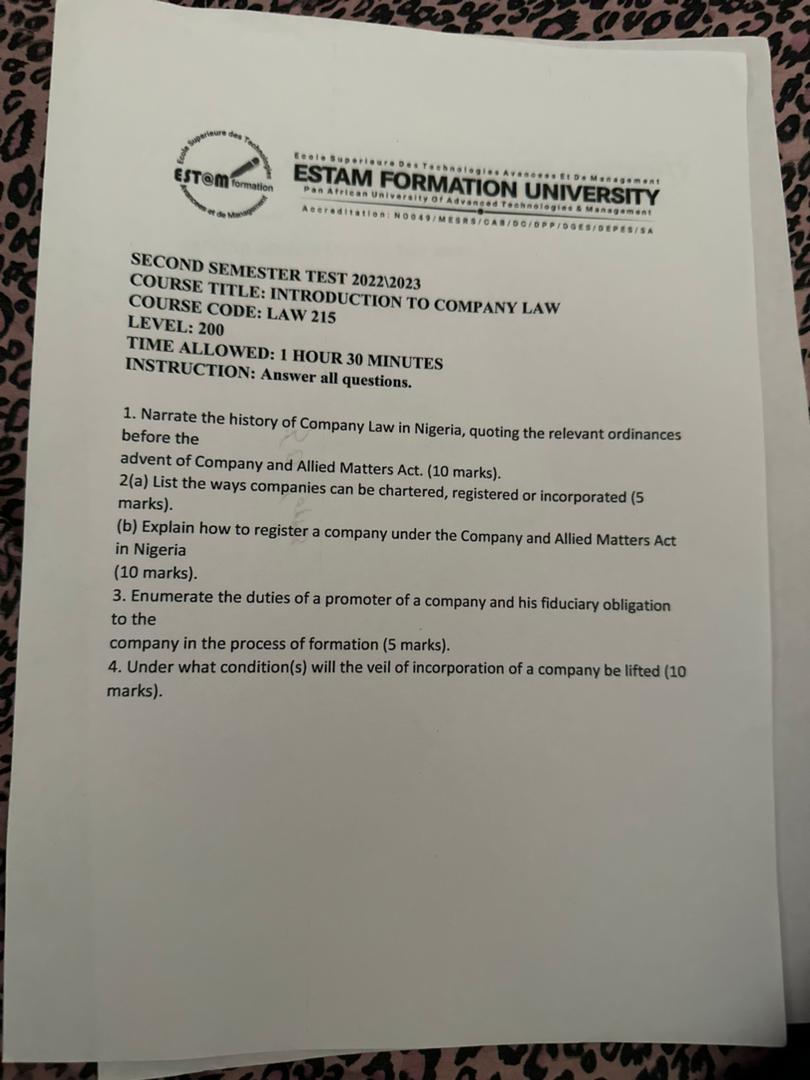 Ecole Superieure des Technologies
EST@M formation
Avancees et de Management
Ecole Superieure Des Technologies Avancees Et De Management
ESTAM FORMATION UNIVERSITY
Pan African University Of Advanced Technologies & Management
Accreditation: N0049/MESRS/CAB/DC/DPP/DGES/DEPES/SA
SECOND SEMESTER TEST 2022\2023
COURSE TITLE: INTRODUCTION TO COMPANY LAW
COURSE CODE: LAW 215
LEVEL: 200
TIME ALLOWED: 1 HOUR 30 MINUTES
INSTRUCTION: Answer all questions.
1. Narrate the history of Company Law in Nigeria, quoting the relevant ordinances
before the
advent of Company and Allied Matters Act. (10 marks).
2(a) List the ways companies can be chartered, registered or incorporated (5
marks).
(b) Explain how to register a company under the Company and Allied Matters Act
in Nigeria
(10 marks).
3. Enumerate the duties of a promoter of a company and his fiduciary obligation
to the
company in the process of formation (5 marks).
4. Under what condition(s) will the veil of incorporation of a company be lifted (10
marks).